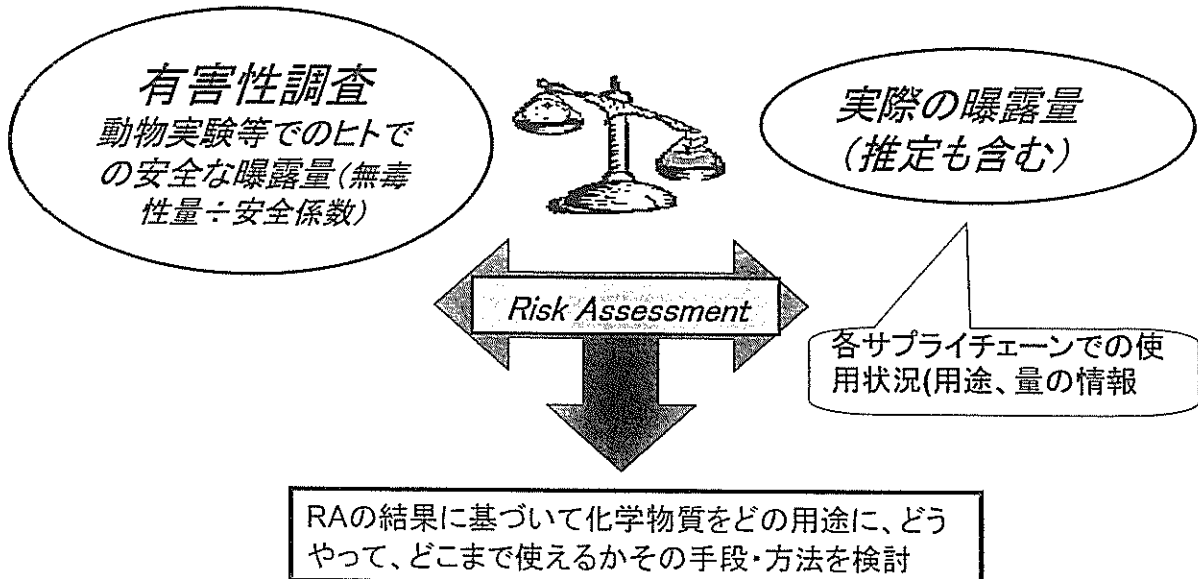 有害性調査
動物実験等でのヒトで
の安全な曝露量(無毒
性量÷安全係数)
実際の曝露量
(推定も含む)
Risk Assessment
各サプライチェーンでの使
用状況(用途、量の情報
RAの結果に基づいて化学物質をどの用途に、どう
やって、どこまで使えるかその手段・方法を検討